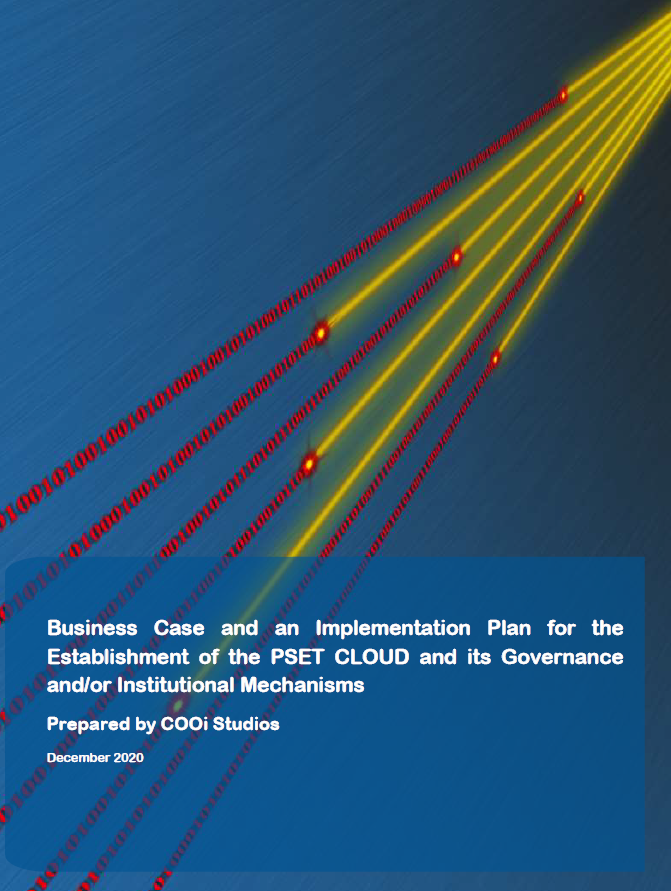 Business Case and an Implementation Plan for the
Establishment of the PSET CLOUD and its Governance
and/or Institutional Mechanisms
Prepared by COOi Studios
December 2020